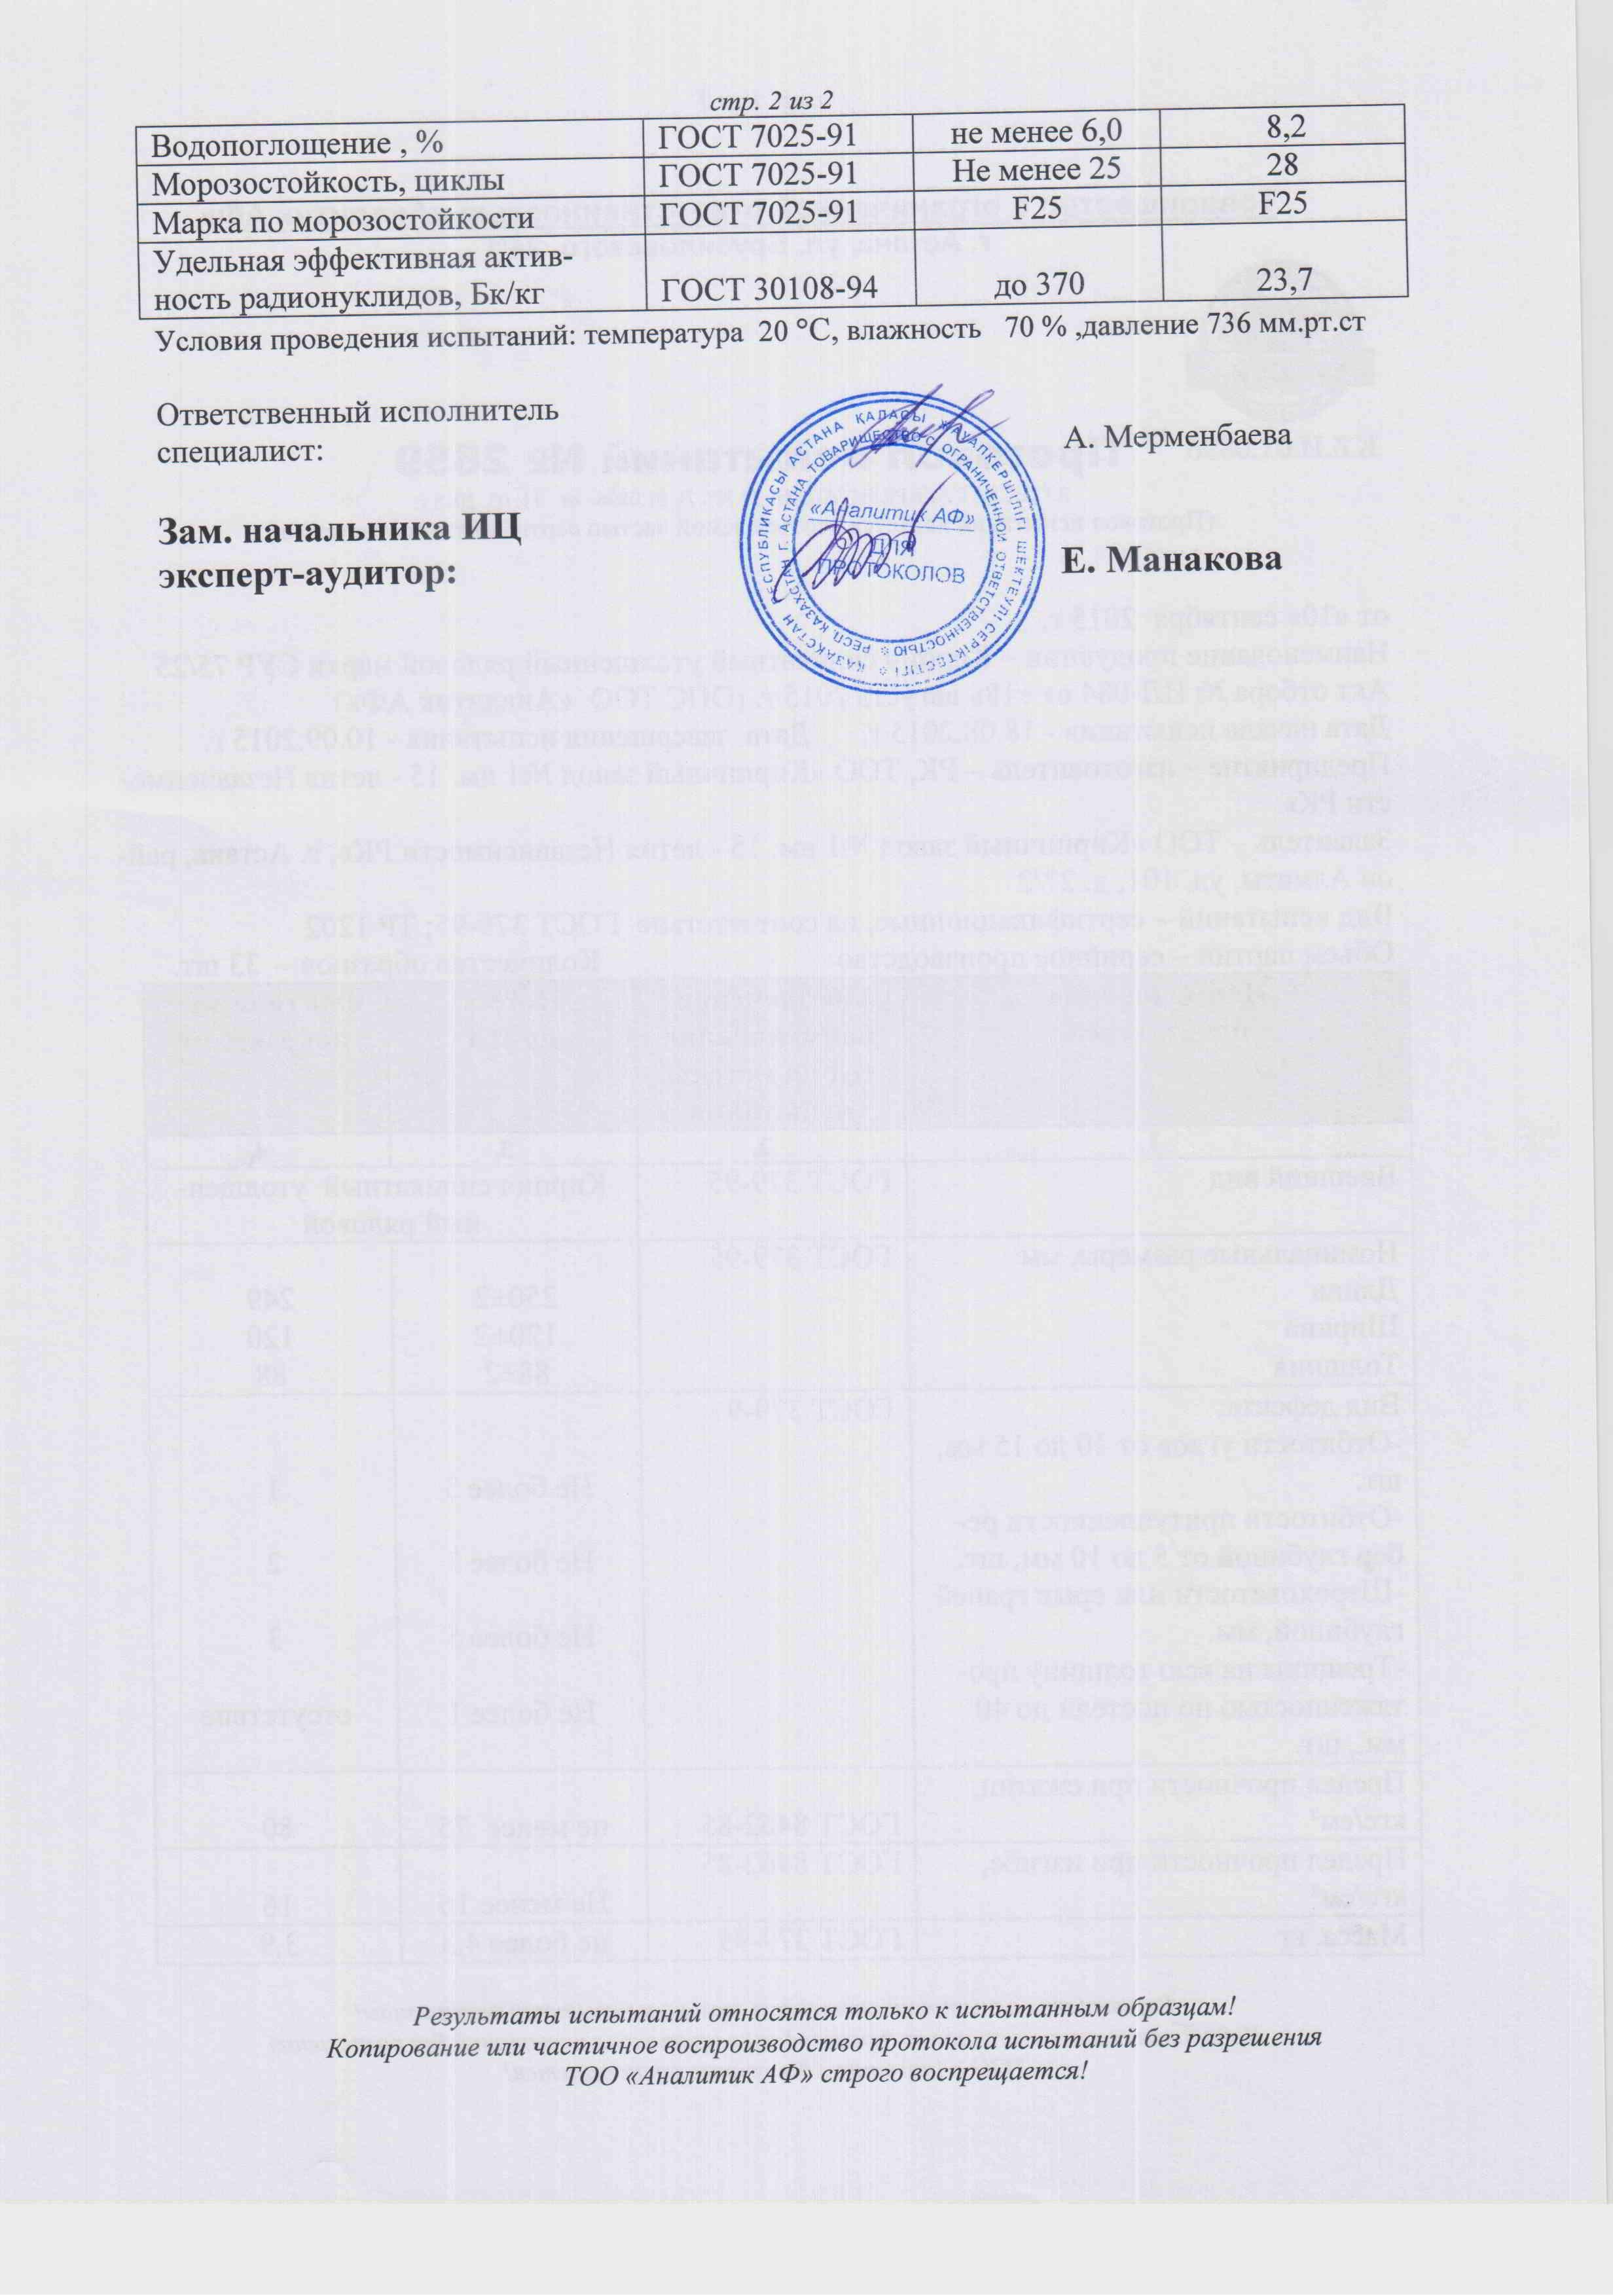 стр. 2 из 2
Водопоглощение , % ГОСТ 7025-91 не менее 6,0 8,2
Морозостойкость, циклы ГОСТ 7025-91 Не менее 25 28
Марка по морозостойкости ГОСТ 7025-91 F25 F25
Удельная эффективная актив-
ность радионуклидов, Бк/кг ГОСТ 30108-94 до 370 23,7
Условия проведения испытаний: температура 20 °С, влажность 70 % ,давление 736 мм.рт.ст
Ответственный исполнитель
специалист: А. Мерменбаева
Зам. начальника ИЦ
эксперт-аудитор: Е. Манакова
ҚАЗАҚСТАН РЕСПУБЛИКАСЫ АСТАНА ҚАЛАСЫ ЖАУАПКЕРШІЛІГІ ШЕКТЕУЛІ СЕРІКТЕСТІГІ
РЕСП. КАЗАХСТАН Г. АСТАНА ТОВАРИЩЕСТВО С ОГРАНИЧЕННОЙ ОТВЕТСТВЕННОСТЬЮ
«Аналитик АФ»
ДЛЯ
ПРОТОКОЛОВ
Результаты испытаний относятся только к испытанным образцам!
Копирование или частичное воспроизводство протокола испытаний без разрешения
ТОО «Аналитик АФ» строго воспрещается!